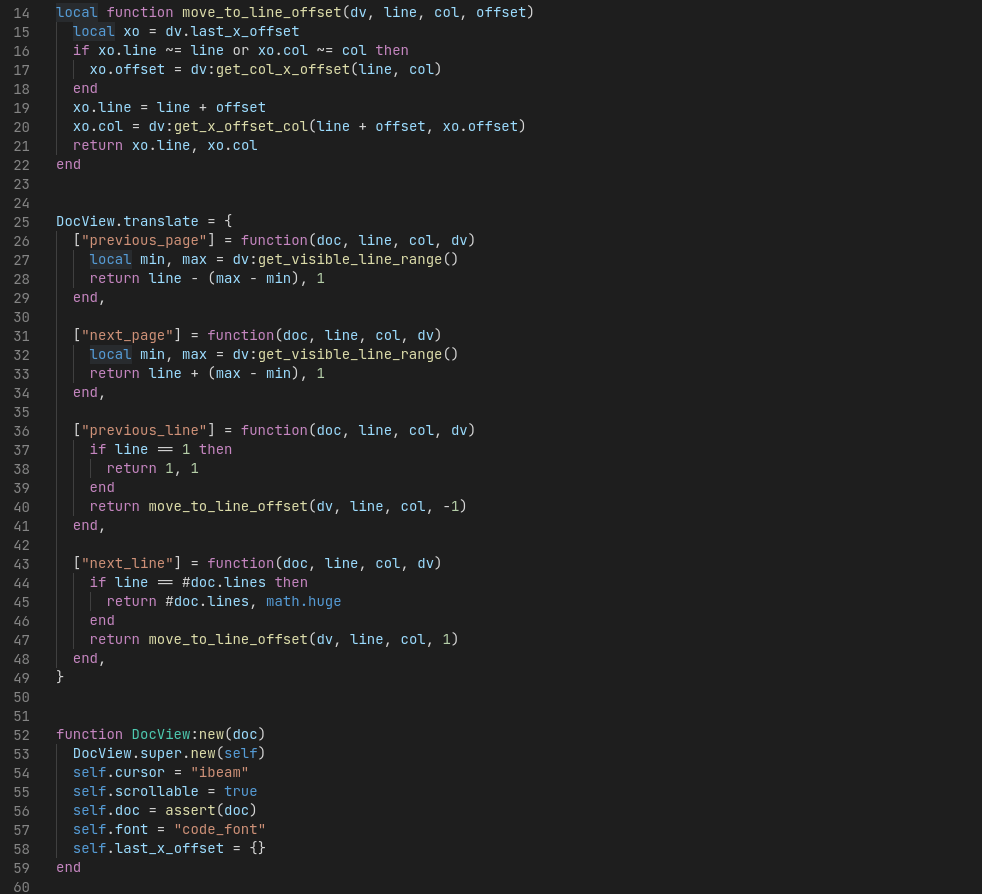 14 local function move_to_line_offset(dv, line, col, offset)
15   local xo = dv.last_x_offset
16   if xo.line ~= line or xo.col ~= col then
17     xo.offset = dv:get_col_x_offset(line, col)
18   end
19   xo.line = line + offset
20   xo.col = dv:get_x_offset_col(line + offset, xo.offset)
21   return xo.line, xo.col
22 end
23
24
25 DocView.translate = {
26   ["previous_page"] = function(doc, line, col, dv)
27     local min, max = dv:get_visible_line_range()
28     return line - (max - min), 1
29   end,
30
31   ["next_page"] = function(doc, line, col, dv)
32     local min, max = dv:get_visible_line_range()
33     return line + (max - min), 1
34   end,
35
36   ["previous_line"] = function(doc, line, col, dv)
37     if line == 1 then
38       return 1, 1
39     end
40     return move_to_line_offset(dv, line, col, -1)
41   end,
42
43   ["next_line"] = function(doc, line, col, dv)
44     if line == #doc.lines then
45       return #doc.lines, math.huge
46     end
47     return move_to_line_offset(dv, line, col, 1)
48   end,
49 }
50
51
52 function DocView:new(doc)
53   DocView.super.new(self)
54   self.cursor = "ibeam"
55   self.scrollable = true
56   self.doc = assert(doc)
57   self.font = "code_font"
58   self.last_x_offset = {}
59 end
60